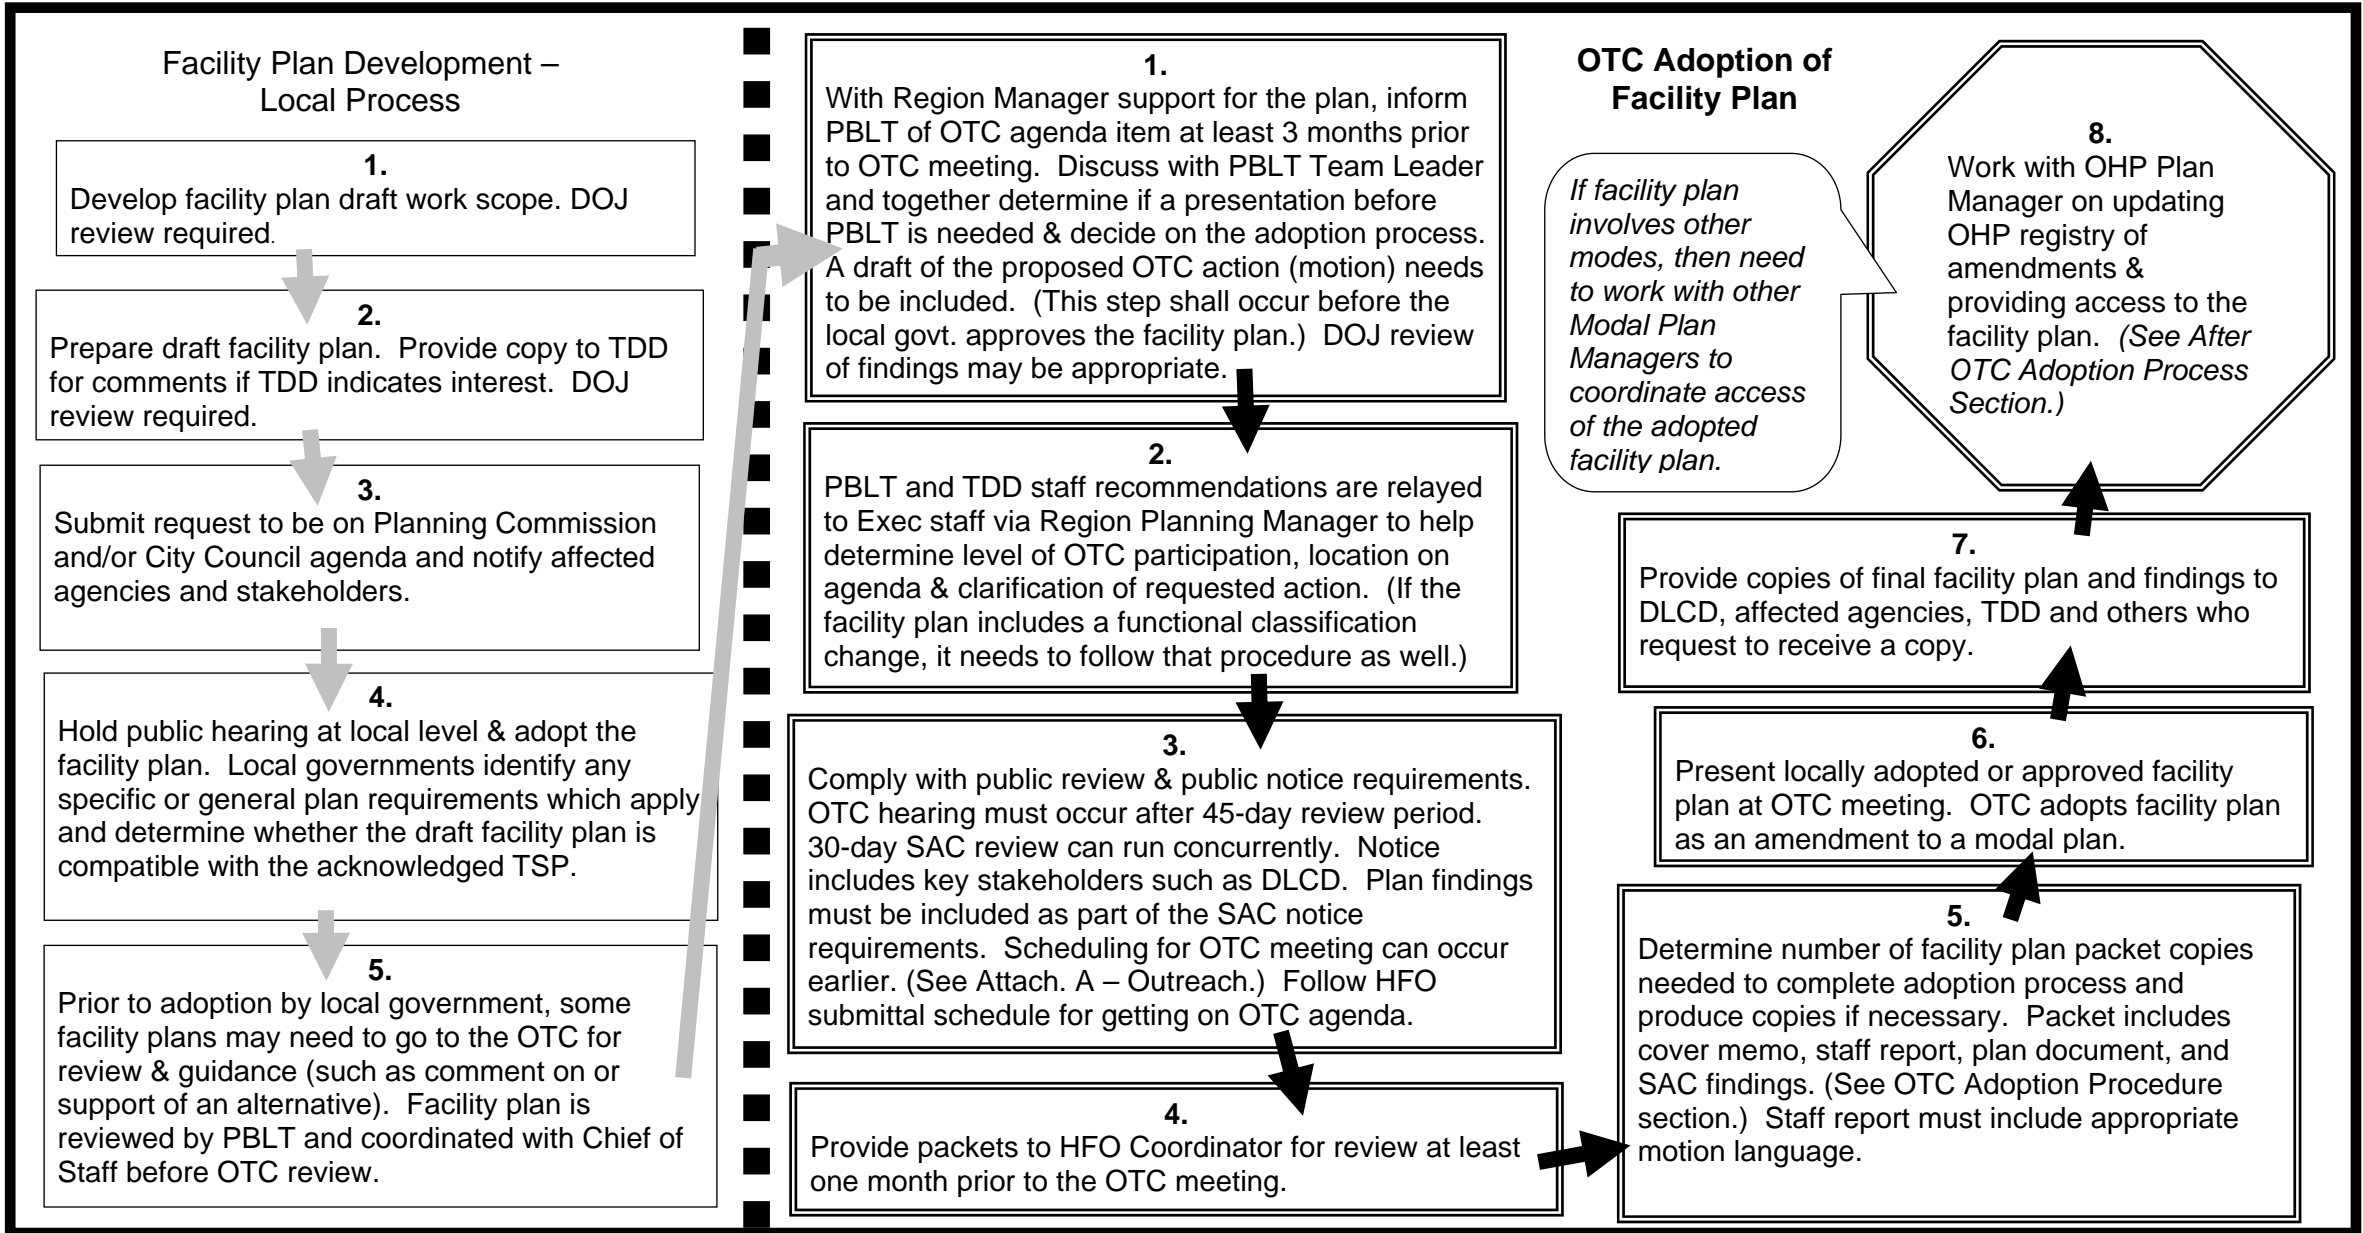 Facility Plan Development –
Local Process
1.
Develop facility plan draft work scope. DOJ
review required.
2.
Prepare draft facility plan.  Provide copy to TDD
for comments if TDD indicates interest.  DOJ
review required.
3.
Submit request to be on Planning Commission
and/or City Council agenda and notify affected
agencies and stakeholders.
4.
Hold public hearing at local level & adopt the
facility plan.  Local governments identify any
specific or general plan requirements which apply
and determine whether the draft facility plan is
compatible with the acknowledged TSP.
5.
Prior to adoption by local government, some
facility plans may need to go to the OTC for
review & guidance (such as comment on or
support of an alternative).  Facility plan is
reviewed by PBLT and coordinated with Chief of
Staff before OTC review.
OTC Adoption of
Facility Plan
1.
With Region Manager support for the plan, inform
PBLT of OTC agenda item at least 3 months prior
to OTC meeting.  Discuss with PBLT Team Leader
and together determine if a presentation before
PBLT is needed & decide on the adoption process.
A draft of the proposed OTC action (motion) needs
to be included.  (This step shall occur before the
local govt. approves the facility plan.)  DOJ review
of findings may be appropriate.
2.
PBLT and TDD staff recommendations are relayed
to Exec staff via Region Planning Manager to help
determine level of OTC participation, location on
agenda & clarification of requested action.  (If the
facility plan includes a functional classification
change, it needs to follow that procedure as well.)
3.
Comply with public review & public notice requirements.
OTC hearing must occur after 45-day review period.
30-day SAC review can run concurrently.  Notice
includes key stakeholders such as DLCD.  Plan findings
must be included as part of the SAC notice
requirements.  Scheduling for OTC meeting can occur
earlier. (See Attach. A – Outreach.)  Follow HFO
submittal schedule for getting on OTC agenda.
4.
Provide packets to HFO Coordinator for review at least
one month prior to the OTC meeting.
5.
Determine number of facility plan packet copies
needed to complete adoption process and
produce copies if necessary.  Packet includes
cover memo, staff report, plan document, and
SAC findings. (See OTC Adoption Procedure
section.)  Staff report must include appropriate
motion language.
6.
Present locally adopted or approved facility
plan at OTC meeting.  OTC adopts facility plan
as an amendment to a modal plan.
7.
Provide copies of final facility plan and findings to
DLCD, affected agencies, TDD and others who
request to receive a copy.
8.
Work with OHP Plan
Manager on updating
OHP registry of
amendments &
providing access to the
facility plan.  (See After
OTC Adoption Process
Section.)
If facility plan
involves other
modes, then need
to work with other
Modal Plan
Managers to
coordinate access
of the adopted
facility plan.